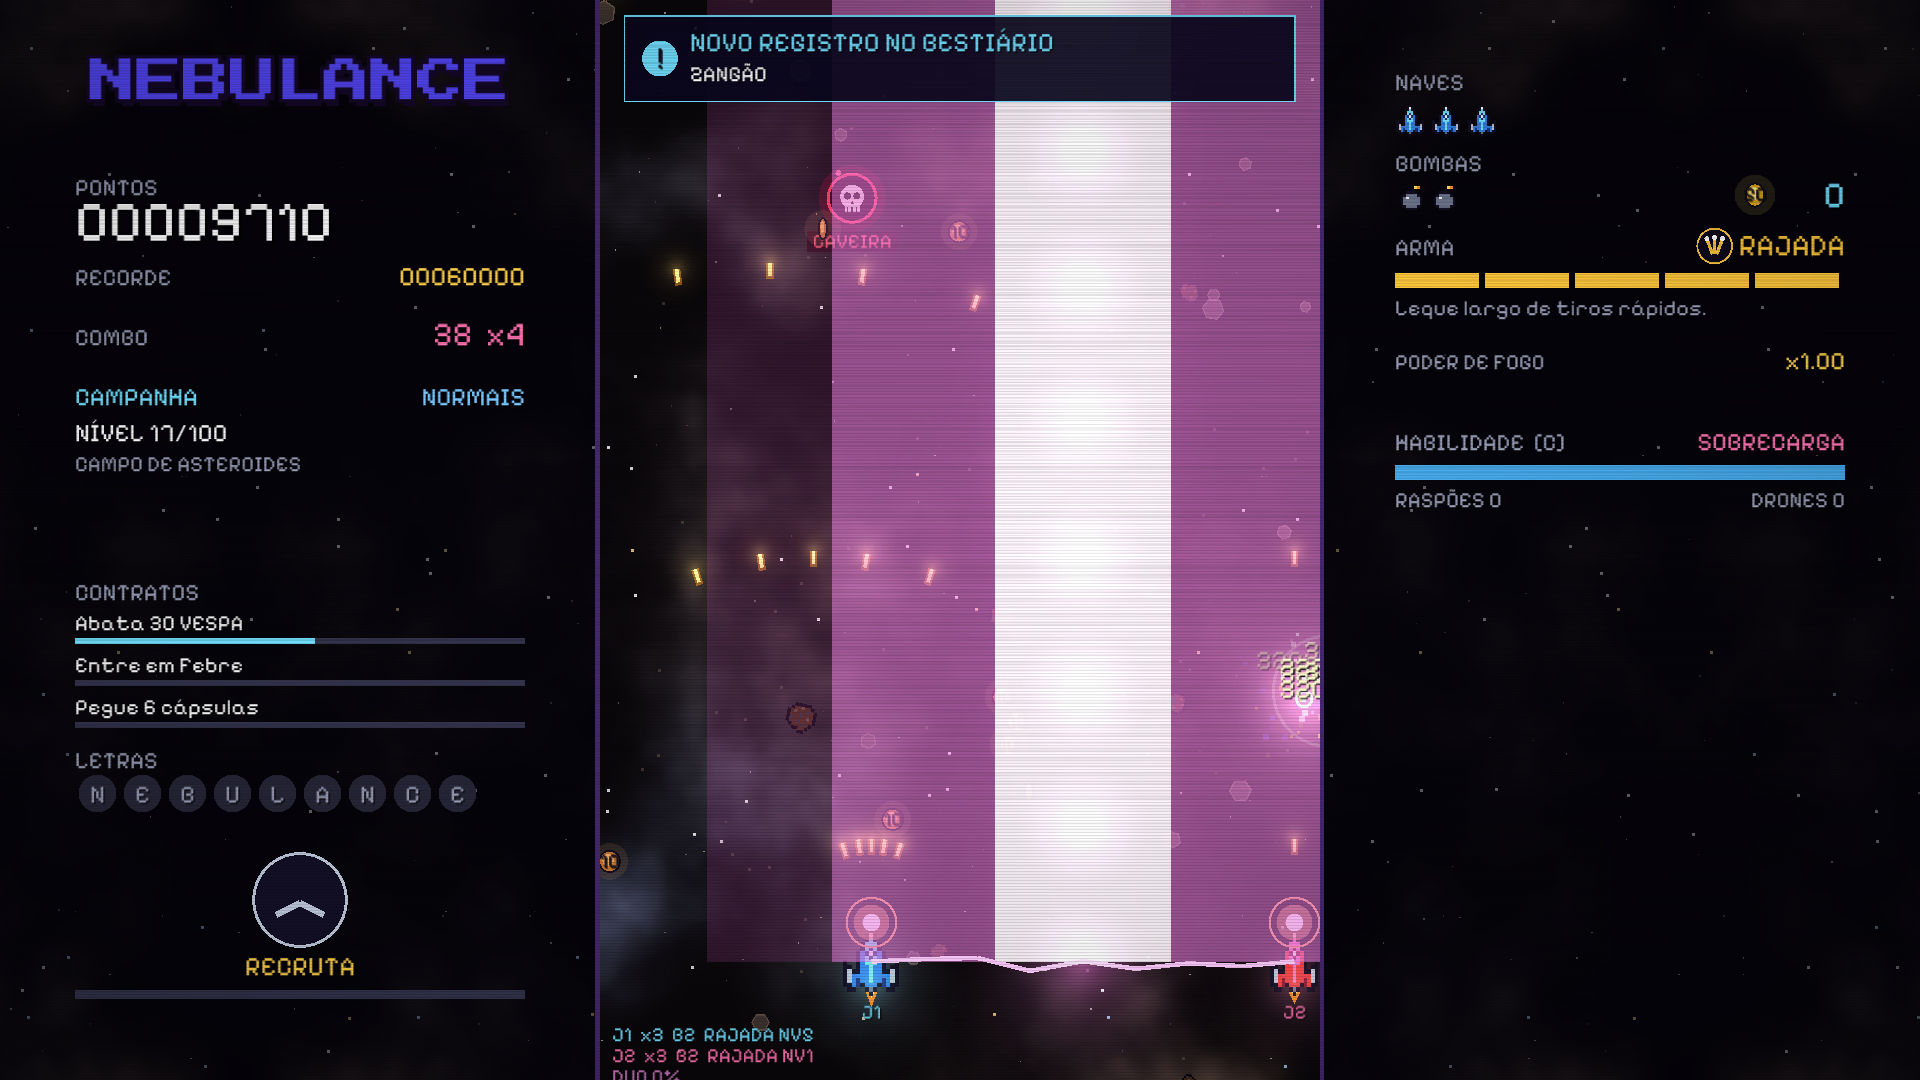 NEBULANCE
PONTOS
00009710
RECORDE 00060000
COMBO 38 x4
CAMPANHA NORMAIS
NÍVEL 17/100
CAMPO DE ASTEROIDES
CONTRATOS
Abata 30 VESPA
Entre em Febre
Pegue 6 cápsulas
LETRAS
N E B U L A N C E
RECRUTA
NOVO REGISTRO NO BESTIÁRIO
ZANGÃO
CAVEIRA
J1
J2
J1 x3 B2 RAJADA NV5
J2 x3 B2 RAJADA NV1
DUO 0%
NAVES
BOMBAS
0
ARMA RAJADA
Leque largo de tiros rápidos.
PODER DE FOGO x1.00
HABILIDADE (C) SOBRECARGA
RASPÕES 0 DRONES 0